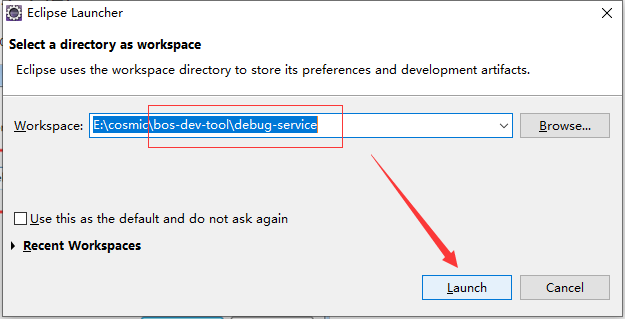 Eclipse Launcher
Select a directory as workspace
Eclipse uses the workspace directory to store its preferences and development artifacts.
Workspace: E:\cosmic\bos-dev-tool\debug-service Browse...
Use this as the default and do not ask again
Recent Workspaces
Launch Cancel